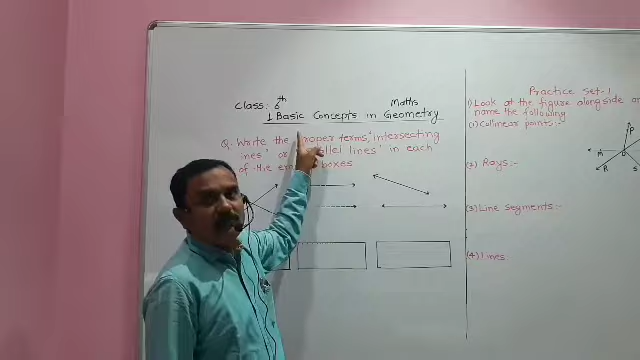 Class: 6th Maths
1 Basic Concepts in Geometry
Q. Write the proper terms, 'intersecting
lines' or 'parallel lines' in each
of the empty boxes
Practice Set-1
1) Look at the figure alongside
name the following
(1) Collinear points:-
(2) Rays:-
(3) Line segments:-
(4) Lines
P
M
O
R
S